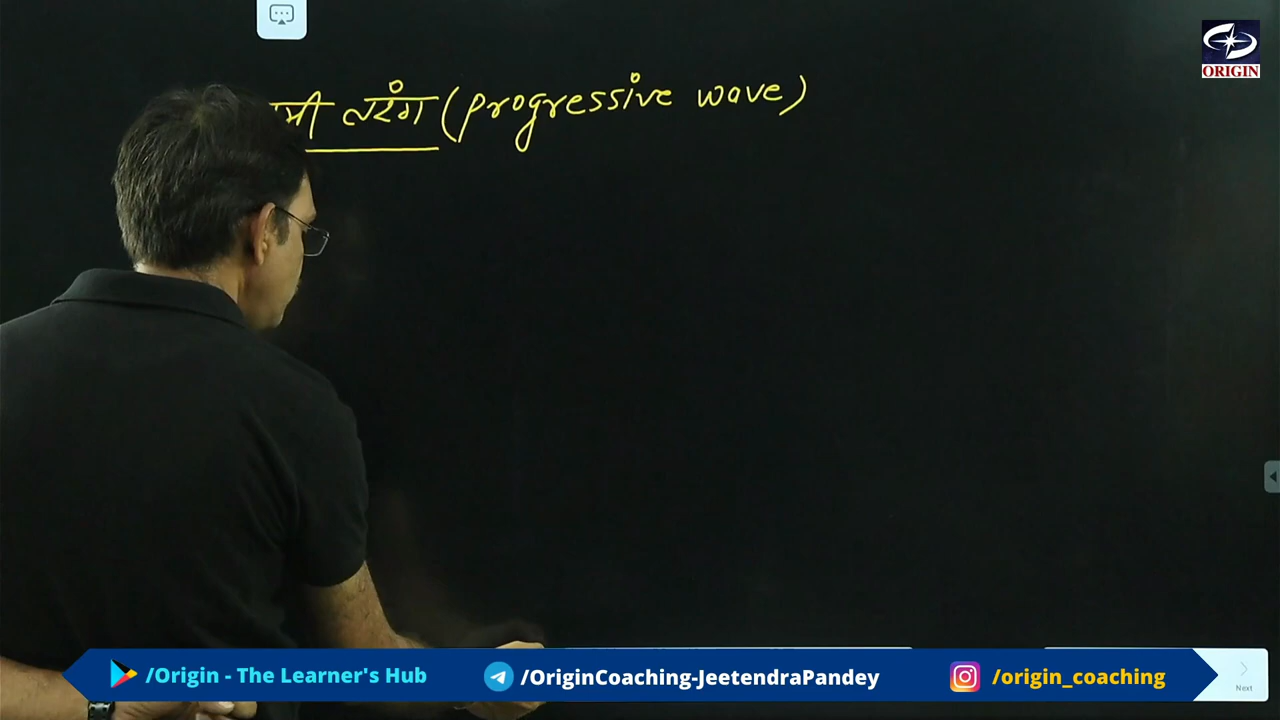 तरंग (progressive wave)
ORIGIN
/Origin - The Learner's Hub
/OriginCoaching-JeetendraPandey
/origin_coaching
Next